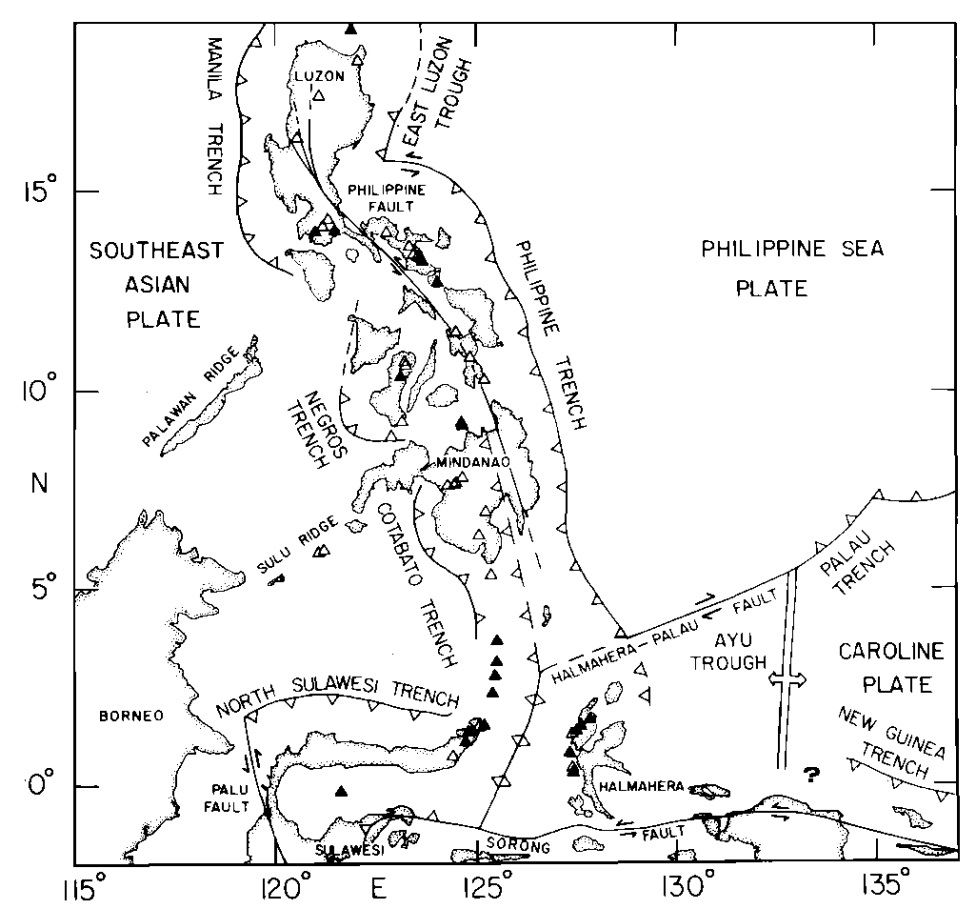 MANILA TRENCH
LUZON
EAST LUZON
TROUGH
15°
PHILIPPINE
FAULT
SOUTHEAST
ASIAN
PLATE
PHILIPPINE SEA
PLATE
PHILIPPINE TRENCH
PALAWAN RIDGE
10°
NEGROS
TRENCH
MINDANAO
N
COTABATO TRENCH
SULU RIDGE
PALAU
TRENCH
5°
HALMAHERA - PALAU FAULT
AYU
TROUGH
CAROLINE
PLATE
NORTH SULAWESI TRENCH
BORNEO
NEW GUINEA
TRENCH
?
0°
PALU
FAULT
HALMAHERA
SULAWESI
SORONG FAULT
115° 120° E 125° 130° 135°